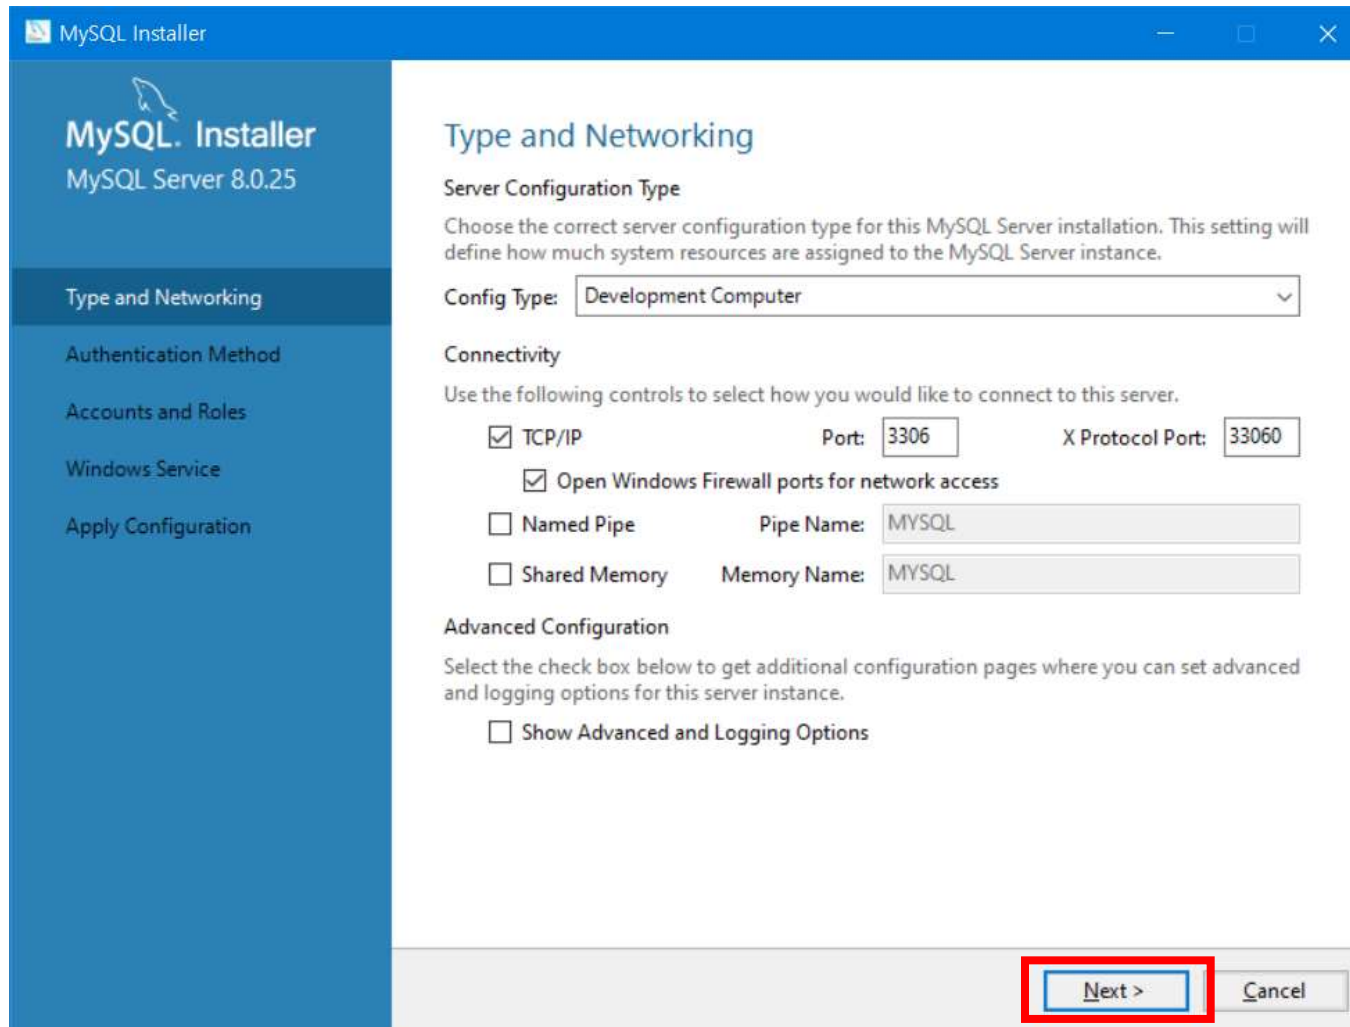 MySQL Installer
MySQL. Installer
MySQL Server 8.0.25
Type and Networking
Authentication Method
Accounts and Roles
Windows Service
Apply Configuration
Type and Networking
Server Configuration Type
Choose the correct server configuration type for this MySQL Server installation. This setting will
define how much system resources are assigned to the MySQL Server instance.
Config Type: Development Computer
Connectivity
Use the following controls to select how you would like to connect to this server.
TCP/IP Port: 3306 X Protocol Port: 33060
Open Windows Firewall ports for network access
Named Pipe Pipe Name: MYSQL
Shared Memory Memory Name: MYSQL
Advanced Configuration
Select the check box below to get additional configuration pages where you can set advanced
and logging options for this server instance.
Show Advanced and Logging Options
Next > Cancel